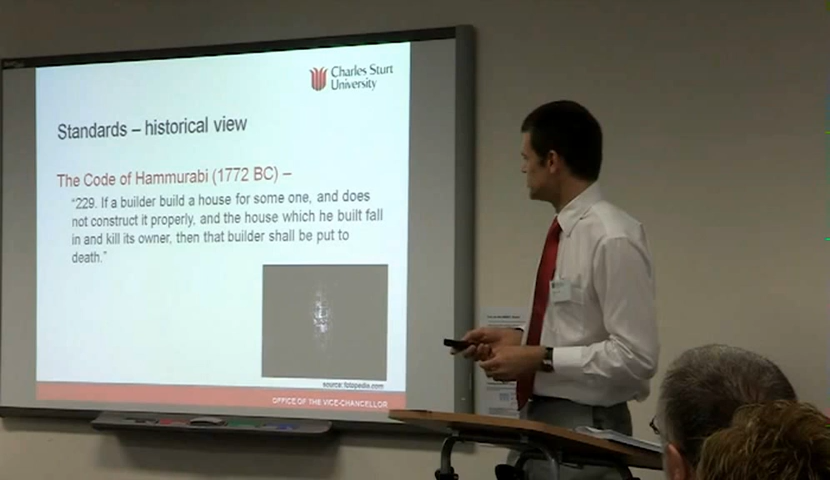 Charles Sturt
University
Standards – historical view
The Code of Hammurabi (1772 BC) –
“229. If a builder build a house for some one, and does
not construct it properly, and the house which he built fall
in and kill its owner, then that builder shall be put to
death.”
source: fotopedia.com
OFFICE OF THE VICE-CHANCELLOR